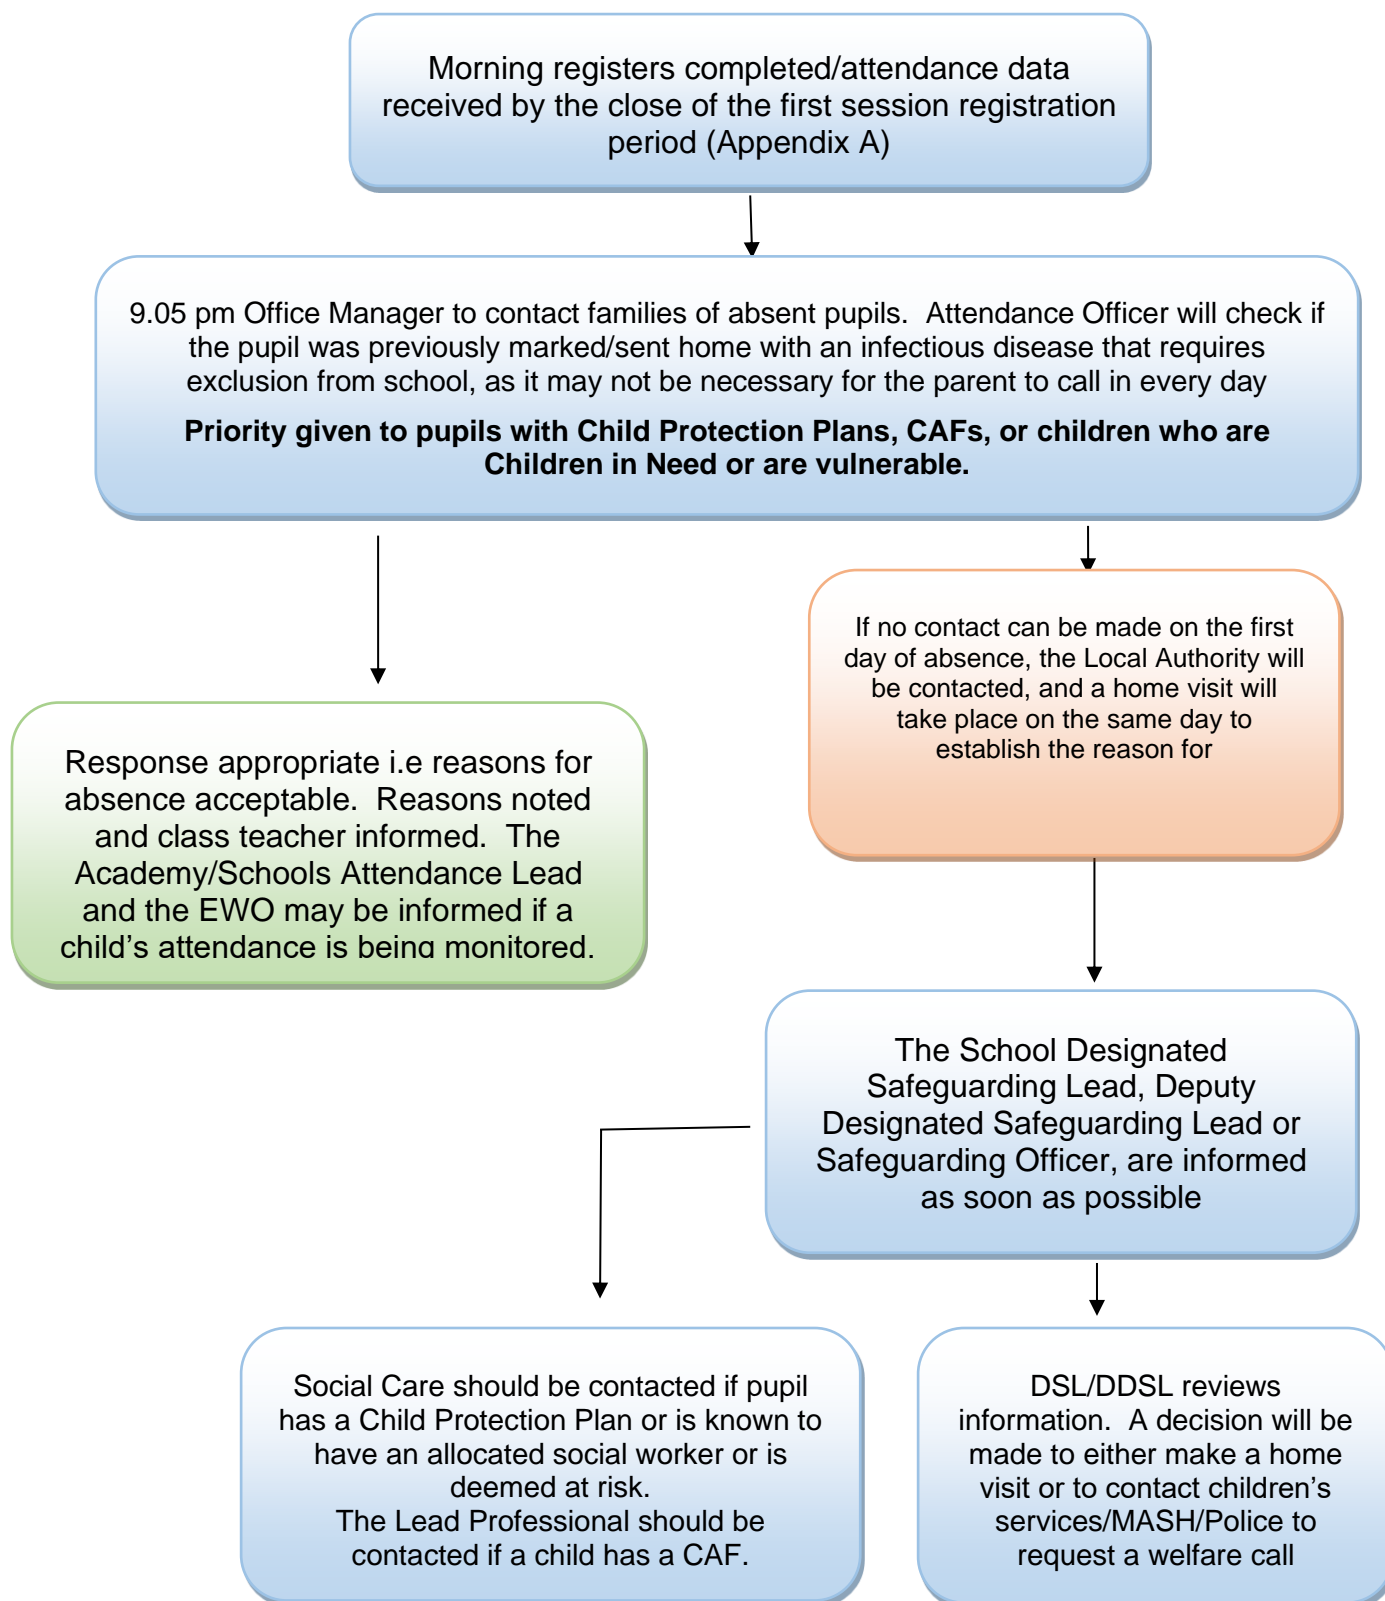 Morning registers completed/attendance data
received by the close of the first session registration
period (Appendix A)
9.05 pm Office Manager to contact families of absent pupils.  Attendance Officer will check if
the pupil was previously marked/sent home with an infectious disease that requires
exclusion from school, as it may not be necessary for the parent to call in every day
Priority given to pupils with Child Protection Plans, CAFs, or children who are
Children in Need or are vulnerable.
If no contact can be made on the first
day of absence, the Local Authority will
be contacted, and a home visit will
take place on the same day to
establish the reason for
Response appropriate i.e reasons for
absence acceptable.  Reasons noted
and class teacher informed.  The
Academy/Schools Attendance Lead
and the EWO may be informed if a
child’s attendance is being monitored.
The School Designated
Safeguarding Lead, Deputy
Designated Safeguarding Lead or
Safeguarding Officer, are informed
as soon as possible
Social Care should be contacted if pupil
has a Child Protection Plan or is known to
have an allocated social worker or is
deemed at risk.
The Lead Professional should be
contacted if a child has a CAF.
DSL/DDSL reviews
information.  A decision will be
made to either make a home
visit or to contact children’s
services/MASH/Police to
request a welfare call